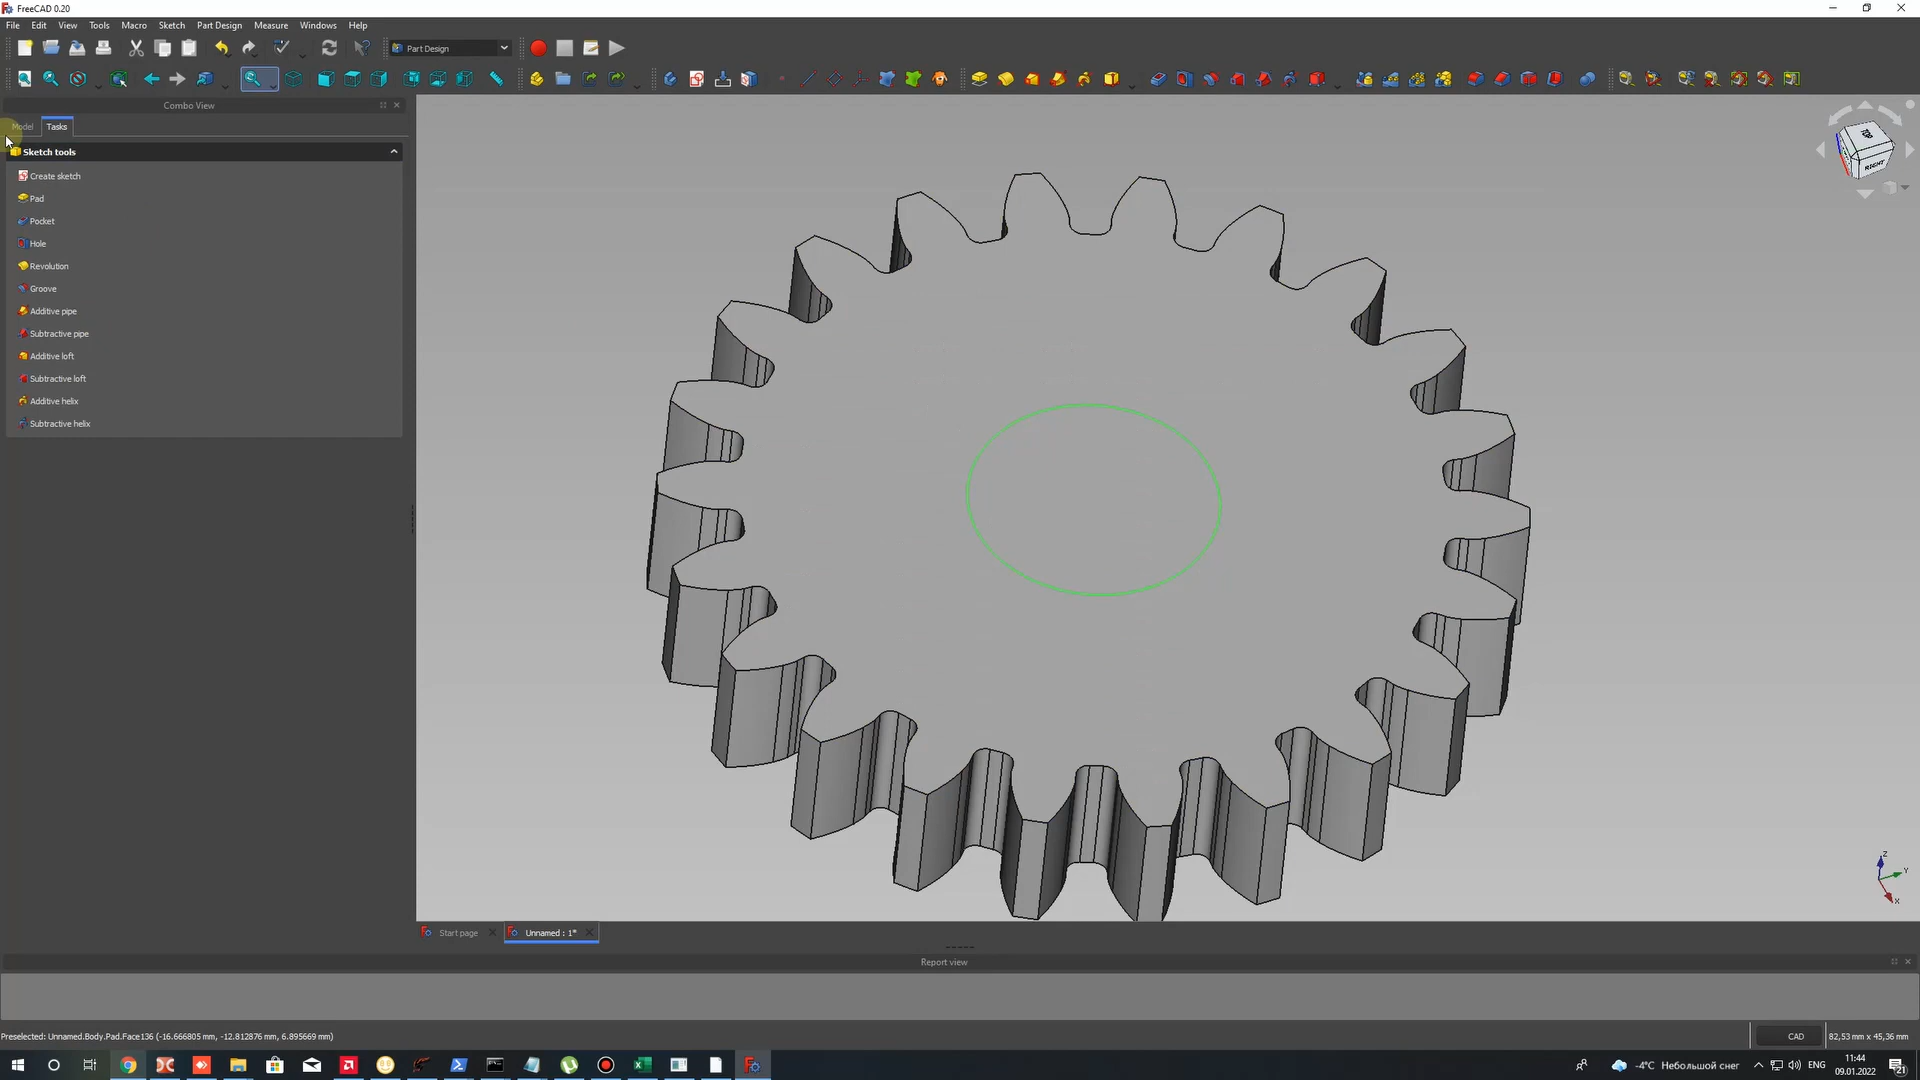 FreeCAD 0.20
File Edit View Tools Macro Sketch Part Design Measure Windows Help
Part Design
Combo View
Model Tasks
Sketch tools
Create sketch
Pad
Pocket
Hole
Revolution
Groove
Additive pipe
Subtractive pipe
Additive loft
Subtractive loft
Additive helix
Subtractive helix
TOP
RIGHT
Z
Y
X
Start page Unnamed : 1*
Report view
Preselected: Unnamed.Body.Pad.Face136 (-16.666805 mm, -12.812876 mm, 6.895669 mm)
CAD 82,53 mm x 45,36 mm
-4°C Небольшой снег ENG 11:44
09.01.2022
21